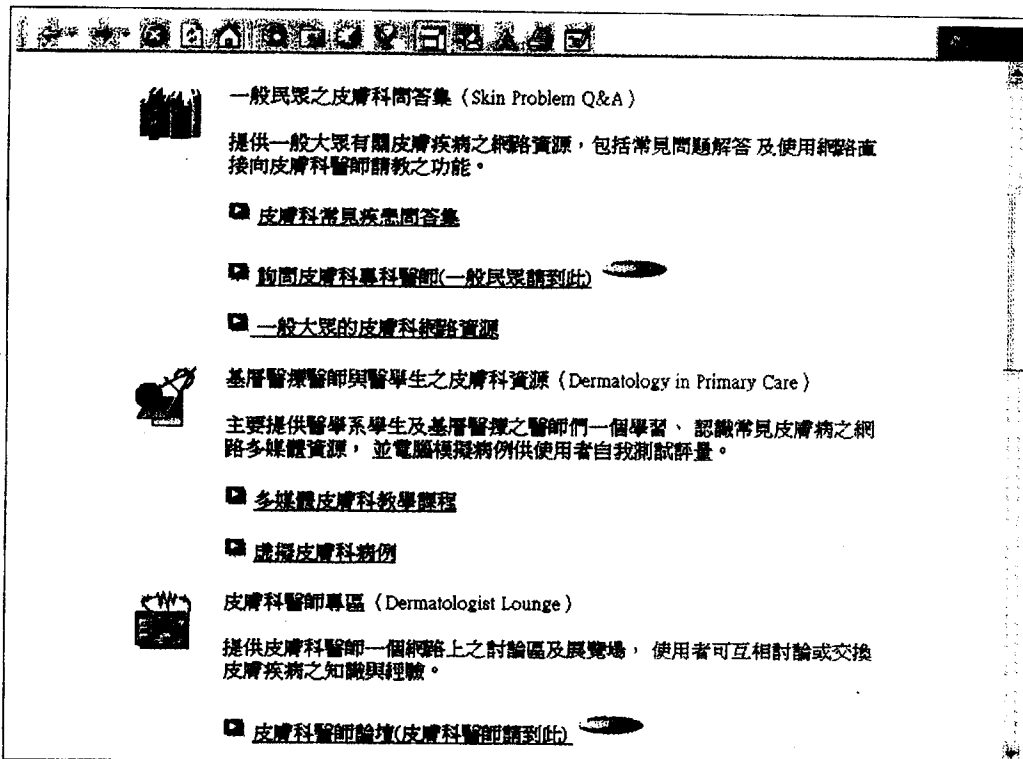 一般民眾之皮膚科問答集（Skin Problem Q&A）
提供一般大眾有關皮膚疾病之網路資源，包括常見問題解答 及使用網路直
接向皮膚科醫師請教之功能。
皮膚科常見疾患問答集
詢問皮膚科專科醫師(一般民眾請到此)
一般大眾的皮膚科網路資源
基層醫療醫師與醫學生之皮膚科資源（Dermatology in Primary Care）
主要提供醫學系學生及基層醫療之醫師們一個學習、 認識常見皮膚病之網
路多媒體資源， 並電腦模擬病例供使用者自我測試評量。
多媒體皮膚科教學課程
虛擬皮膚科病例
皮膚科醫師專區（Dermatologist Lounge）
提供皮膚科醫師一個網路上之討論區及展覽場， 使用者可互相討論或交換
皮膚疾病之知識與經驗。
皮膚科醫師論壇(皮膚科醫師請到此)